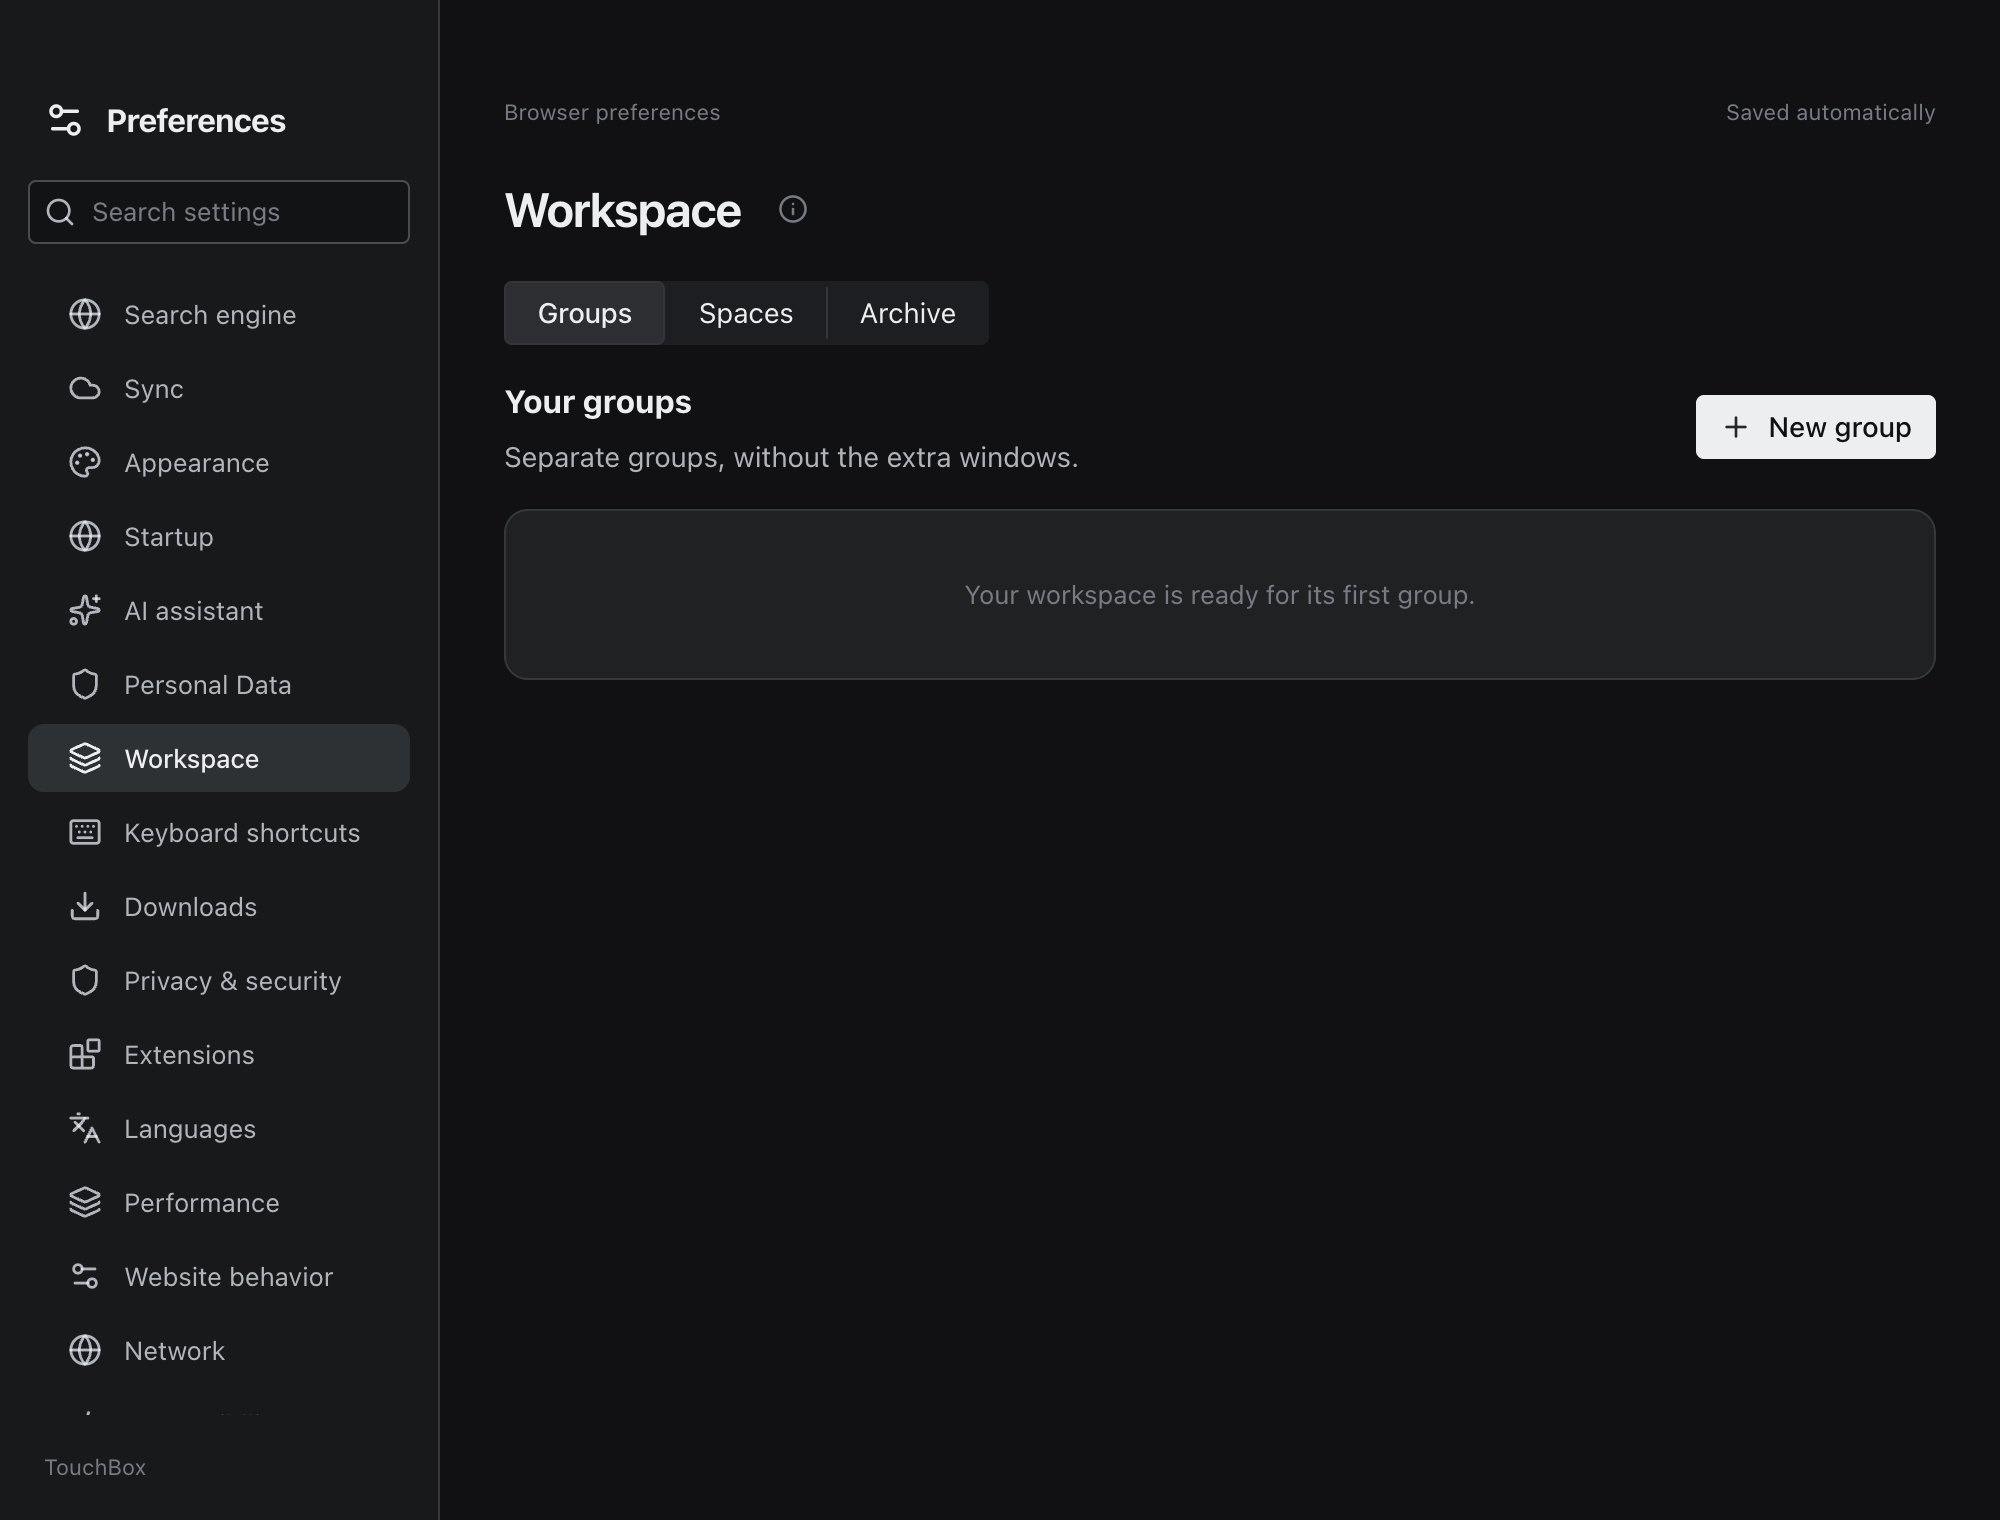 Preferences
Search settings
Search engine
Sync
Appearance
Startup
AI assistant
Personal Data
Workspace
Keyboard shortcuts
Downloads
Privacy & security
Extensions
Languages
Performance
Website behavior
Network
TouchBox
Browser preferences
Saved automatically
Workspace
Groups
Spaces
Archive
Your groups
Separate groups, without the extra windows.
New group
Your workspace is ready for its first group.